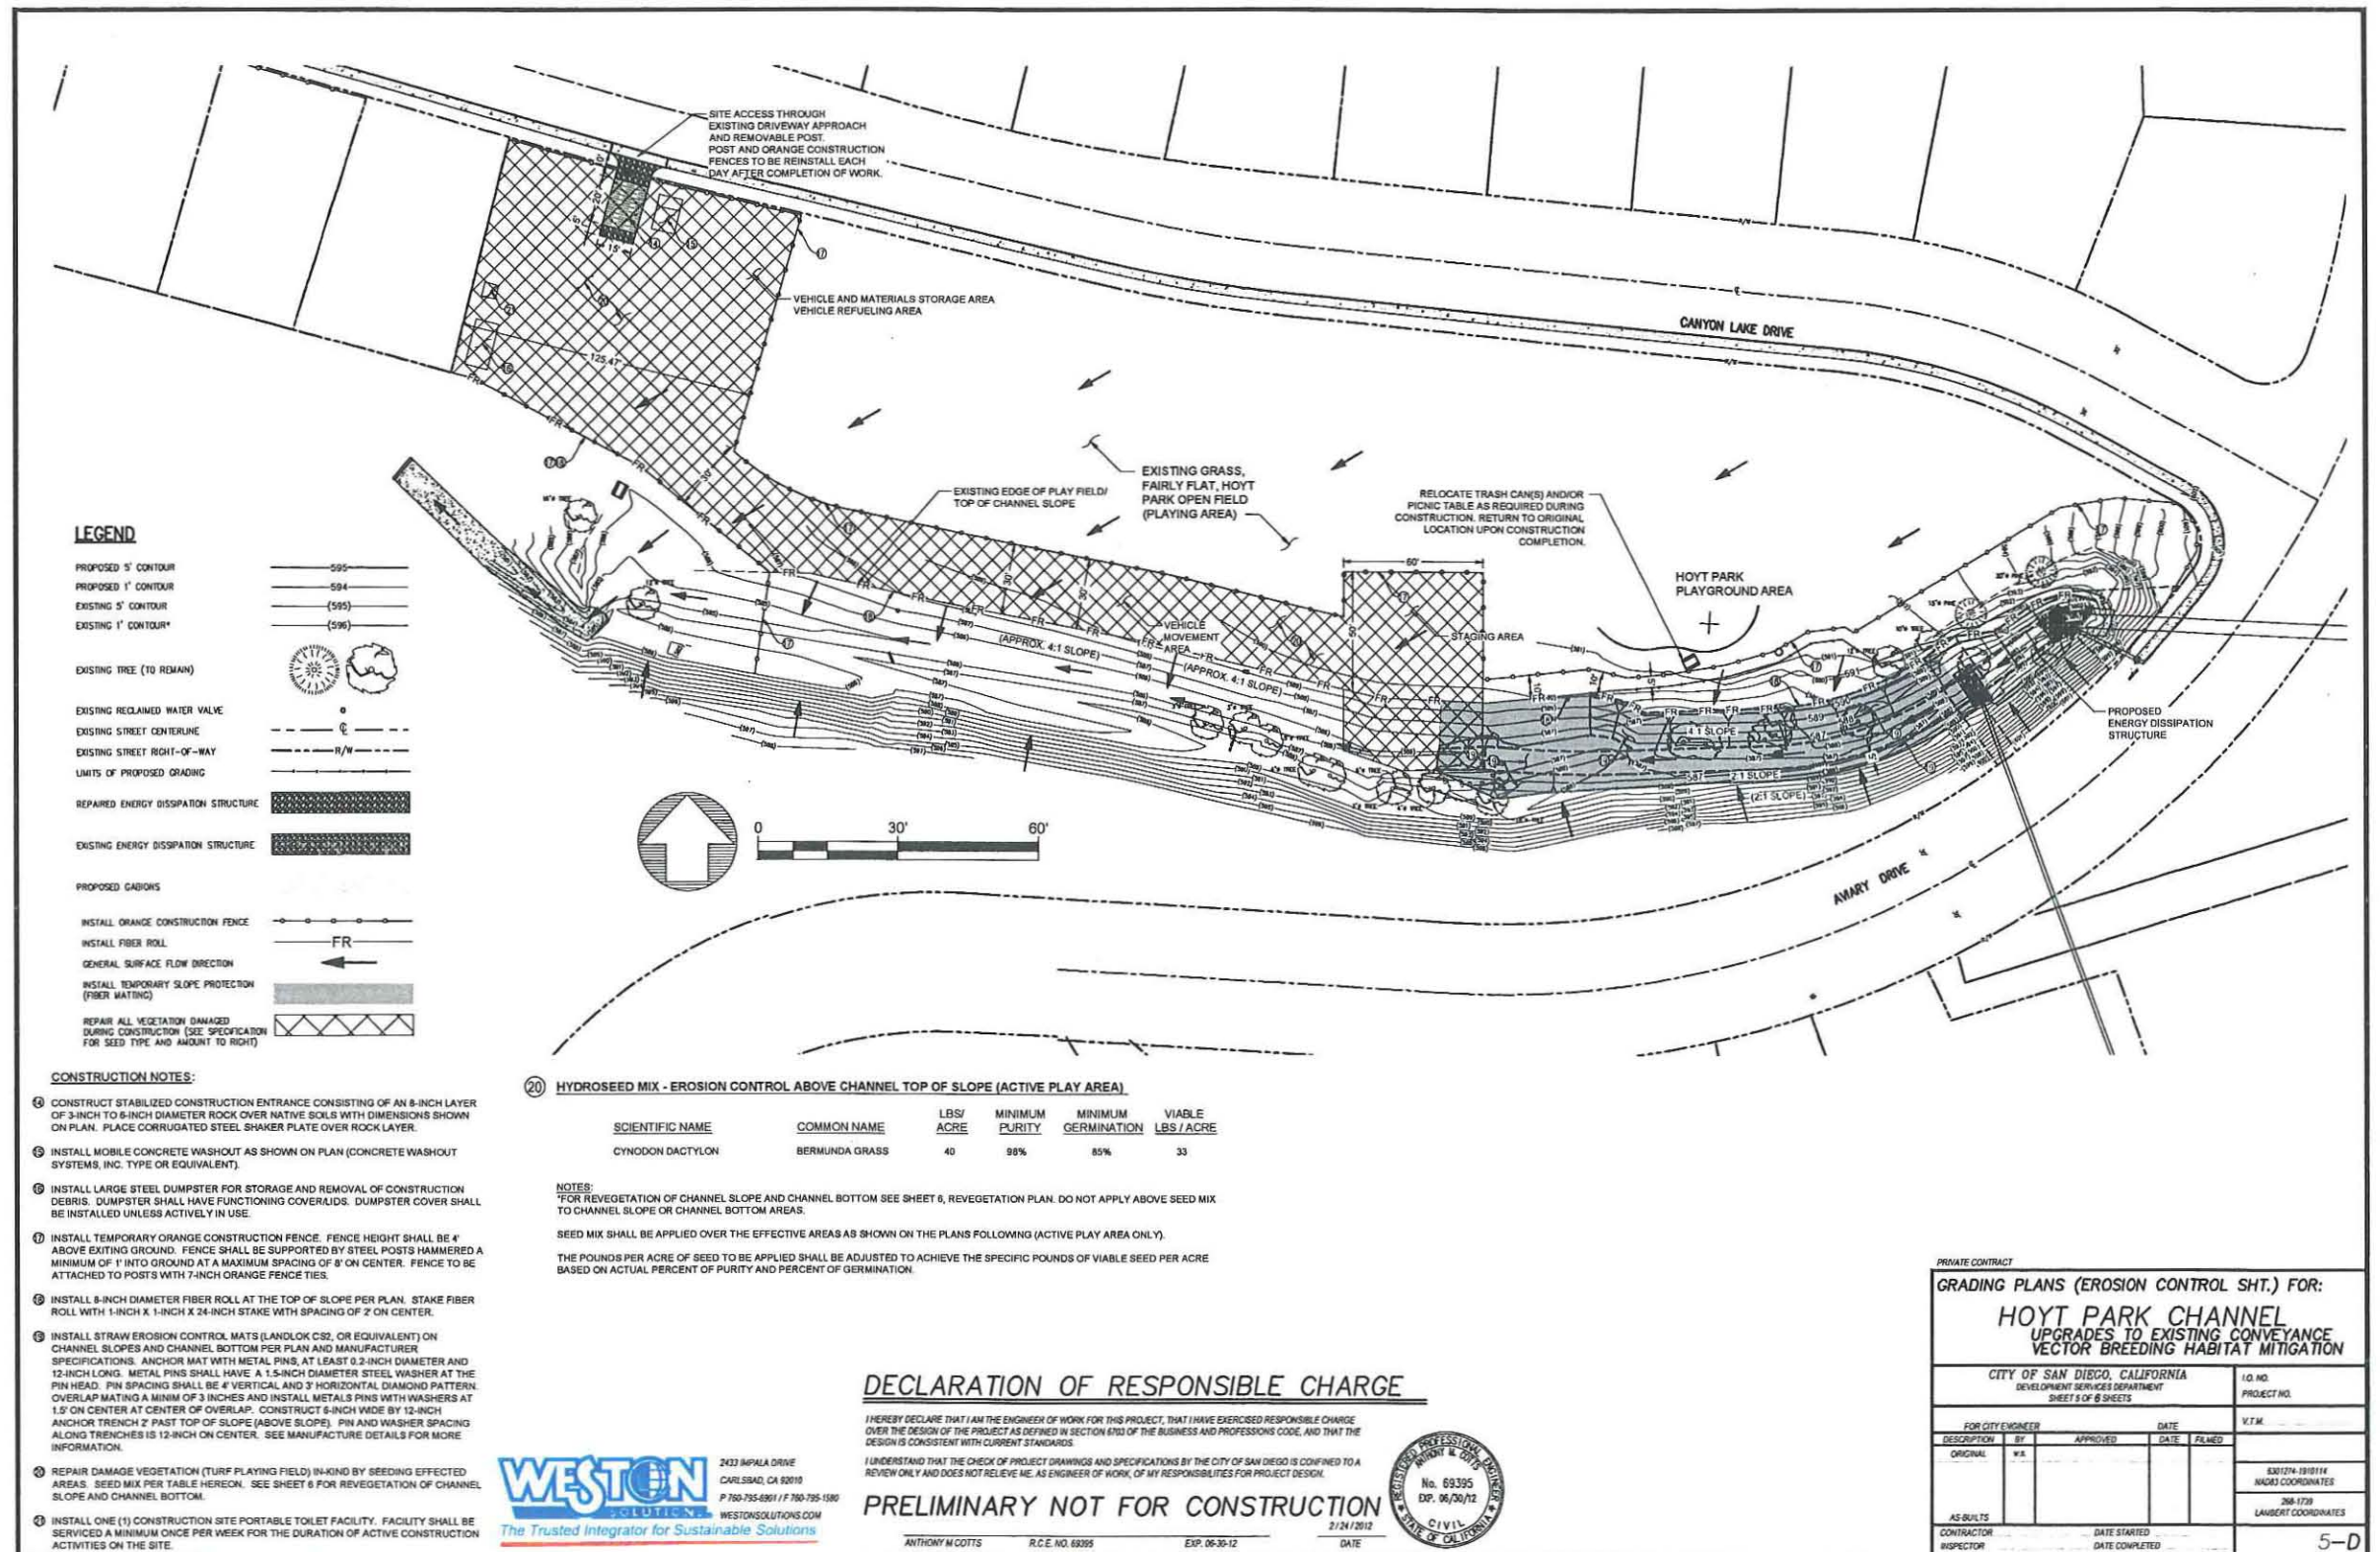 SITE ACCESS THROUGH
EXISTING DRIVEWAY APPROACH
AND REMOVABLE POST.
POST AND ORANGE CONSTRUCTION
FENCES TO BE REINSTALL EACH
DAY AFTER COMPLETION OF WORK.
VEHICLE AND MATERIALS STORAGE AREA
VEHICLE REFUELING AREA
125.47'
20'
15'
30'
CANYON LAKE DRIVE
EXISTING GRASS,
FAIRLY FLAT, HOYT
PARK OPEN FIELD
(PLAYING AREA)
EXISTING EDGE OF PLAY FIELD/
TOP OF CHANNEL SLOPE
RELOCATE TRASH CAN(S) AND/OR
PICNIC TABLE AS REQUIRED DURING
CONSTRUCTION. RETURN TO ORIGINAL
LOCATION UPON CONSTRUCTION
COMPLETION.
60'
50'
30'
30'
HOYT PARK
PLAYGROUND AREA
VEHICLE
MOVEMENT
AREA
STAGING AREA
(APPROX. 4:1 SLOPE)
(APPROX. 4:1 SLOPE)
4:1 SLOPE
2:1 SLOPE
(2:1 SLOPE)
PROPOSED
ENERGY DISSIPATION
STRUCTURE
AVIARY DRIVE
0 30' 60'
LEGEND
PROPOSED 5' CONTOUR 595
PROPOSED 1' CONTOUR 594
EXISTING 5' CONTOUR (595)
EXISTING 1' CONTOUR* (596)
EXISTING TREE (TO REMAIN)
EXISTING RECLAIMED WATER VALVE
EXISTING STREET CENTERLINE
EXISTING STREET RIGHT-OF-WAY R/W
LIMITS OF PROPOSED GRADING
REPAIRED ENERGY DISSIPATION STRUCTURE
EXISTING ENERGY DISSIPATION STRUCTURE
PROPOSED GABIONS
INSTALL ORANGE CONSTRUCTION FENCE
INSTALL FIBER ROLL FR
GENERAL SURFACE FLOW DIRECTION
INSTALL TEMPORARY SLOPE PROTECTION
(FIBER MATTING)
REPAIR ALL VEGETATION DAMAGED
DURING CONSTRUCTION (SEE SPECIFICATION
FOR SEED TYPE AND AMOUNT TO RIGHT)
CONSTRUCTION NOTES:
14 CONSTRUCT STABILIZED CONSTRUCTION ENTRANCE CONSISTING OF AN 8-INCH LAYER
OF 3-INCH TO 6-INCH DIAMETER ROCK OVER NATIVE SOILS WITH DIMENSIONS SHOWN
ON PLAN. PLACE CORRUGATED STEEL SHAKER PLATE OVER ROCK LAYER.
15 INSTALL MOBILE CONCRETE WASHOUT AS SHOWN ON PLAN (CONCRETE WASHOUT
SYSTEMS, INC. TYPE OR EQUIVALENT).
16 INSTALL LARGE STEEL DUMPSTER FOR STORAGE AND REMOVAL OF CONSTRUCTION
DEBRIS. DUMPSTER SHALL HAVE FUNCTIONING COVER/LIDS. DUMPSTER COVER SHALL
BE INSTALLED UNLESS ACTIVELY IN USE.
17 INSTALL TEMPORARY ORANGE CONSTRUCTION FENCE. FENCE HEIGHT SHALL BE 4'
ABOVE EXITING GROUND. FENCE SHALL BE SUPPORTED BY STEEL POSTS HAMMERED A
MINIMUM OF 1' INTO GROUND AT A MAXIMUM SPACING OF 8' ON CENTER. FENCE TO BE
ATTACHED TO POSTS WITH 7-INCH ORANGE FENCE TIES.
18 INSTALL 8-INCH DIAMETER FIBER ROLL AT THE TOP OF SLOPE PER PLAN. STAKE FIBER
ROLL WITH 1-INCH X 1-INCH X 24-INCH STAKE WITH SPACING OF 2' ON CENTER.
19 INSTALL STRAW EROSION CONTROL MATS (LANDLOK CS2, OR EQUIVALENT) ON
CHANNEL SLOPES AND CHANNEL BOTTOM PER PLAN AND MANUFACTURER
SPECIFICATIONS. ANCHOR MAT WITH METAL PINS, AT LEAST 0.2-INCH DIAMETER AND
12-INCH LONG. METAL PINS SHALL HAVE A 1.5-INCH DIAMETER STEEL WASHER AT THE
PIN HEAD. PIN SPACING SHALL BE 4' VERTICAL AND 3' HORIZONTAL DIAMOND PATTERN.
OVERLAP MATING A MINIM OF 3 INCHES AND INSTALL METALS PINS WITH WASHERS AT
1.5' ON CENTER AT CENTER OF OVERLAP. CONSTRUCT 6-INCH WIDE BY 12-INCH
ANCHOR TRENCH 2' PAST TOP OF SLOPE (ABOVE SLOPE). PIN AND WASHER SPACING
ALONG TRENCHES IS 12-INCH ON CENTER. SEE MANUFACTURE DETAILS FOR MORE
INFORMATION.
20 REPAIR DAMAGE VEGETATION (TURF PLAYING FIELD) IN-KIND BY SEEDING EFFECTED
AREAS. SEED MIX PER TABLE HEREON. SEE SHEET 6 FOR REVEGETATION OF CHANNEL
SLOPE AND CHANNEL BOTTOM.
21 INSTALL ONE (1) CONSTRUCTION SITE PORTABLE TOILET FACILITY. FACILITY SHALL BE
SERVICED A MINIMUM ONCE PER WEEK FOR THE DURATION OF ACTIVE CONSTRUCTION
ACTIVITIES ON THE SITE.
20 HYDROSEED MIX - EROSION CONTROL ABOVE CHANNEL TOP OF SLOPE (ACTIVE PLAY AREA)
SCIENTIFIC NAME COMMON NAME LBS/ ACRE MINIMUM PURITY MINIMUM GERMINATION VIABLE LBS / ACRE
CYNODON DACTYLON BERMUNDA GRASS 40 98% 85% 33
NOTES:
*FOR REVEGETATION OF CHANNEL SLOPE AND CHANNEL BOTTOM SEE SHEET 6, REVEGETATION PLAN. DO NOT APPLY ABOVE SEED MIX
TO CHANNEL SLOPE OR CHANNEL BOTTOM AREAS.
SEED MIX SHALL BE APPLIED OVER THE EFFECTIVE AREAS AS SHOWN ON THE PLANS FOLLOWING (ACTIVE PLAY AREA ONLY).
THE POUNDS PER ACRE OF SEED TO BE APPLIED SHALL BE ADJUSTED TO ACHIEVE THE SPECIFIC POUNDS OF VIABLE SEED PER ACRE
BASED ON ACTUAL PERCENT OF PURITY AND PERCENT OF GERMINATION.
WESTON
SOLUTIONS
The Trusted Integrator for Sustainable Solutions
2433 IMPALA DRIVE
CARLSBAD, CA 92010
P 760-795-6901 / F 760-795-1580
WESTONSOLUTIONS.COM
DECLARATION OF RESPONSIBLE CHARGE
I HEREBY DECLARE THAT I AM THE ENGINEER OF WORK FOR THIS PROJECT, THAT I HAVE EXERCISED RESPONSIBLE CHARGE
OVER THE DESIGN OF THE PROJECT AS DEFINED IN SECTION 6703 OF THE BUSINESS AND PROFESSIONS CODE, AND THAT THE
DESIGN IS CONSISTENT WITH CURRENT STANDARDS.
I UNDERSTAND THAT THE CHECK OF PROJECT DRAWINGS AND SPECIFICATIONS BY THE CITY OF SAN DIEGO IS CONFINED TO A
REVIEW ONLY AND DOES NOT RELIEVE ME, AS ENGINEER OF WORK, OF MY RESPONSIBILITIES FOR PROJECT DESIGN.
PRELIMINARY NOT FOR CONSTRUCTION
2/24/2012
ANTHONY M COTTS R.C.E. NO. 69395 EXP. 06-30-12 DATE
REGISTERED PROFESSIONAL ENGINEER
ANTHONY M. COTTS
No. 69395
EXP. 06/30/12
CIVIL
STATE OF CALIFORNIA
PRIVATE CONTRACT
GRADING PLANS (EROSION CONTROL SHT.) FOR:
HOYT PARK CHANNEL
UPGRADES TO EXISTING CONVEYANCE
VECTOR BREEDING HABITAT MITIGATION
CITY OF SAN DIEGO, CALIFORNIA
DEVELOPMENT SERVICES DEPARTMENT
SHEET 5 OF 6 SHEETS
I.O. NO.
PROJECT NO.
V.T.M.
FOR CITY ENGINEER DATE
DESCRIPTION BY APPROVED DATE FILMED
ORIGINAL
NAD83 COORDINATES
LAMBERT COORDINATES
AS-BUILTS
CONTRACTOR DATE STARTED
INSPECTOR DATE COMPLETED
5-D